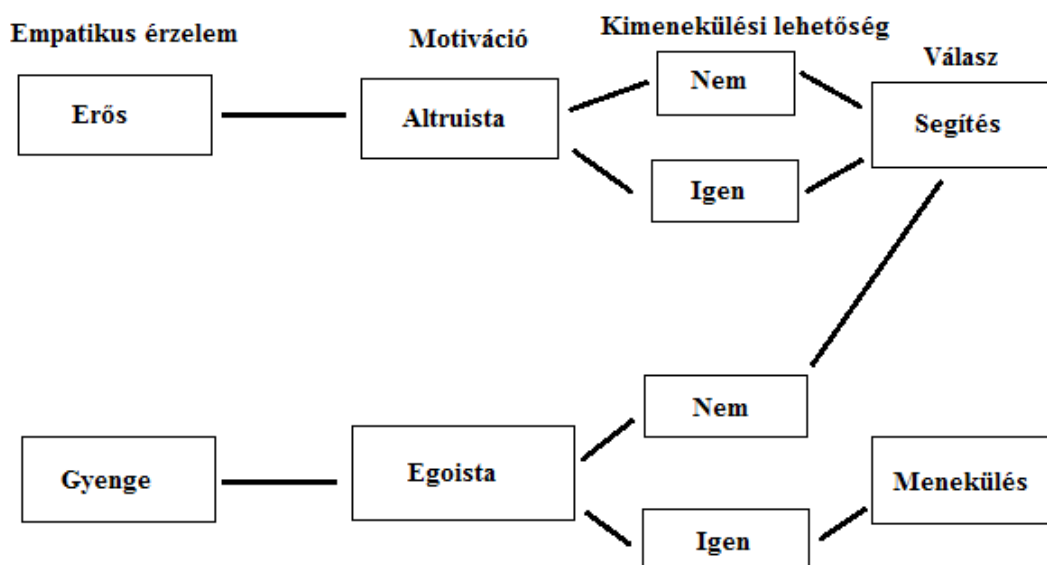 Empatikus érzelem
Motiváció
Kimenekülési lehetőség
Válasz
Erős
Altruista
Nem
Igen
Segítés
Gyenge
Egoista
Nem
Igen
Menekülés